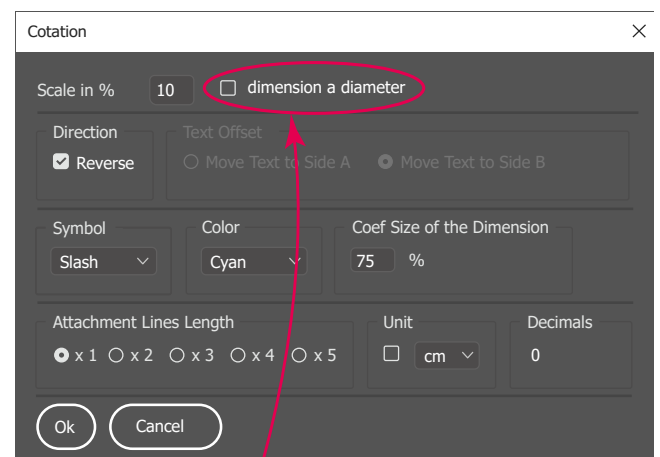 Cotation
Scale in % 10 dimension a diameter
Direction Text Offset
Reverse Move Text to Side A Move Text to Side B
Symbol Color Coef Size of the Dimension
Slash Cyan 75 %
Attachment Lines Length Unit Decimals
x 1 x 2 x 3 x 4 x 5 cm 0
Ok Cancel